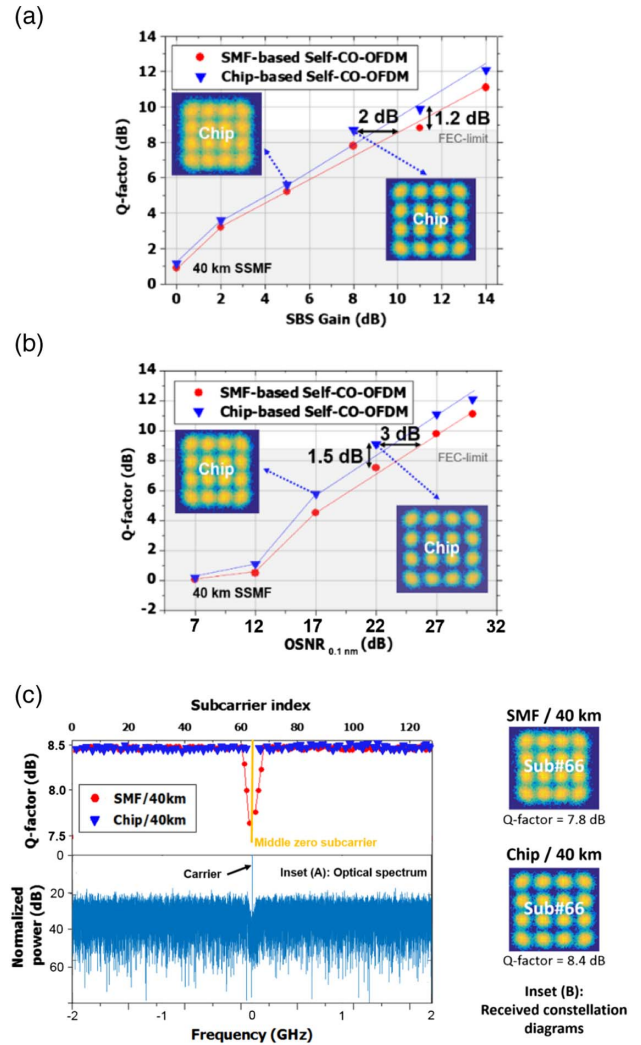 (a)
14
12
10
8
6
4
2
0
Q-factor (dB)
SMF-based Self-CO-OFDM
Chip-based Self-CO-OFDM
Chip
2 dB
1.2 dB
FEC-limit
Chip
40 km SSMF
0 2 4 6 8 10 12 14
SBS Gain (dB)
(b)
14
12
10
8
6
4
2
0
-2
Q-factor (dB)
SMF-based Self-CO-OFDM
Chip-based Self-CO-OFDM
Chip
1.5 dB
3 dB
FEC-limit
Chip
40 km SSMF
7 12 17 22 27 32
OSNR 0.1 nm (dB)
(c)
Subcarrier index
0 20 40 60 80 100 120
8.5
8.0
7.5
Q-factor (dB)
SMF/40km
Chip/40km
Middle zero subcarrier
0
20
40
60
Normalized
power (dB)
Carrier
Inset (A): Optical spectrum
-2 -1 0 1 2
Frequency (GHz)
SMF / 40 km
Sub#66
Q-factor = 7.8 dB
Chip / 40 km
Sub#66
Q-factor = 8.4 dB
Inset (B):
Received constellation
diagrams